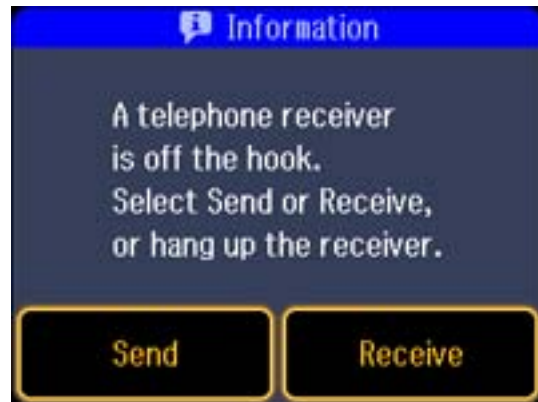 Information
A telephone receiver
is off the hook.
Select Send or Receive,
or hang up the receiver.
Send Receive